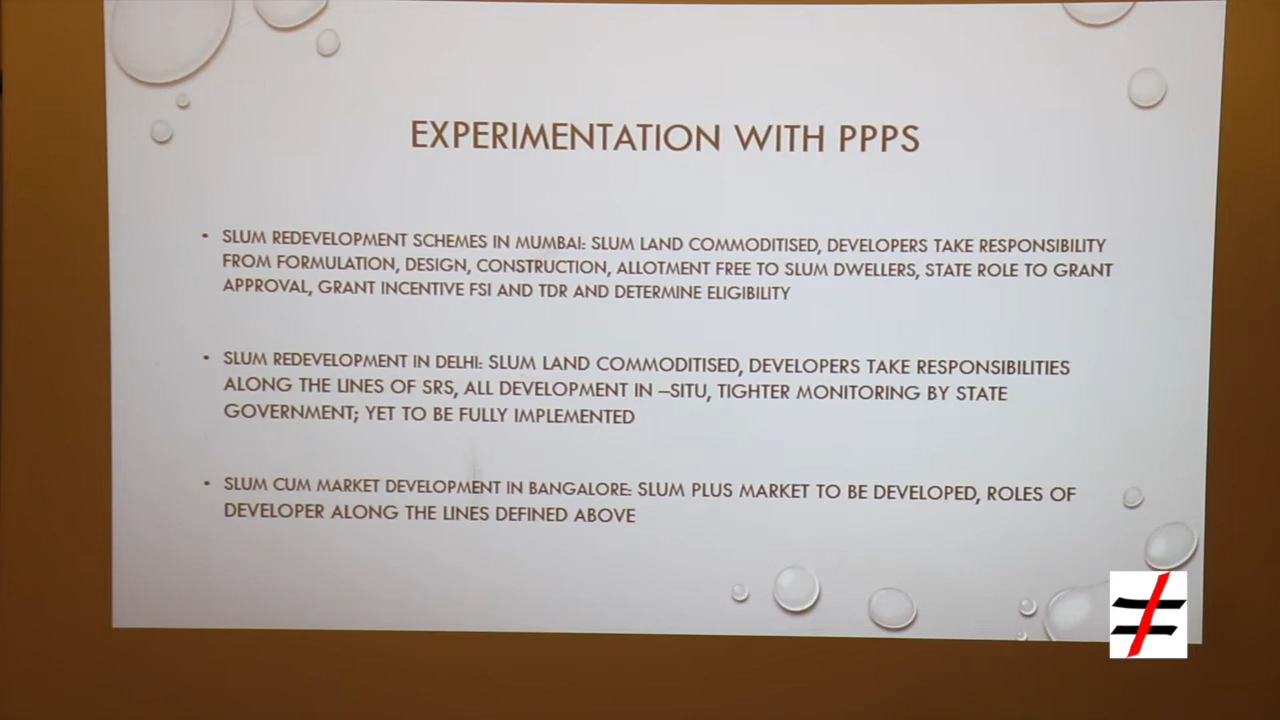 EXPERIMENTATION WITH PPPS
• SLUM REDEVELOPMENT SCHEMES IN MUMBAI: SLUM LAND COMMODITISED, DEVELOPERS TAKE RESPONSIBILITY
FROM FORMULATION, DESIGN, CONSTRUCTION, ALLOTMENT FREE TO SLUM DWELLERS, STATE ROLE TO GRANT
APPROVAL, GRANT INCENTIVE FSI AND TDR AND DETERMINE ELIGIBILITY
• SLUM REDEVELOPMENT IN DELHI: SLUM LAND COMMODITISED, DEVELOPERS TAKE RESPONSIBILITIES
ALONG THE LINES OF SRS, ALL DEVELOPMENT IN –SITU, TIGHTER MONITORING BY STATE
GOVERNMENT; YET TO BE FULLY IMPLEMENTED
• SLUM CUM MARKET DEVELOPMENT IN BANGALORE: SLUM PLUS MARKET TO BE DEVELOPED, ROLES OF
DEVELOPER ALONG THE LINES DEFINED ABOVE